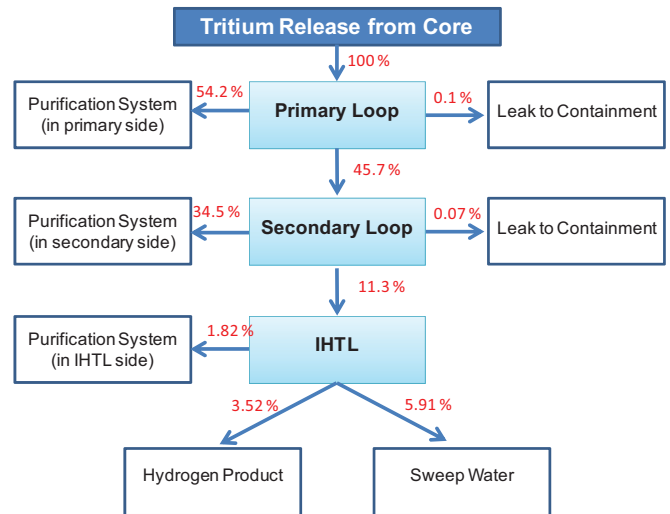 Tritium Release from Core
100 %
Purification System
(in primary side)
54.2 %
Primary Loop
0.1 %
Leak to Containment
45.7 %
Purification System
(in secondary side)
34.5 %
Secondary Loop
0.07 %
Leak to Containment
11.3 %
Purification System
(in IHTL side)
1.82 %
IHTL
3.52 %
5.91 %
Hydrogen Product
Sweep Water